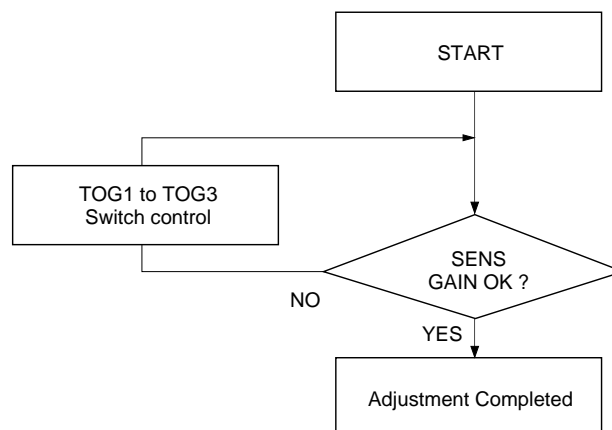 START
TOG1 to TOG3
Switch control
SENS
GAIN OK ?
NO
YES
Adjustment Completed